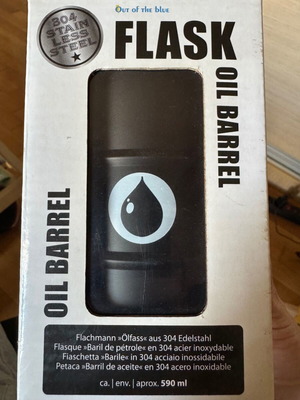 Out of the blue
304
STAIN
LESS
STEEL
FLASK
OIL BARREL
OIL BARREL
Flachmann »Ölfass« aus 304 Edelstahl
Flasque »Baril de pétrole« en 304 acier inoxydable
Fiaschetta »Barile« in 304 acciaio inossidabile
Petaca »Barril de aceite« en 304 acero inoxidable
ca. | env. | aprox. 590 ml